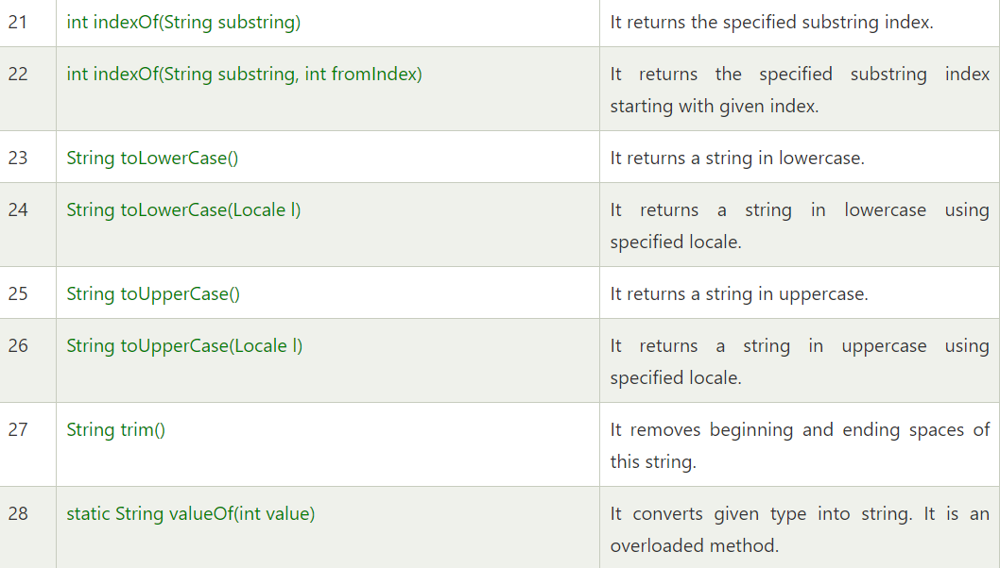 21 int indexOf(String substring) It returns the specified substring index.
22 int indexOf(String substring, int fromIndex) It returns the specified substring index
starting with given index.
23 String toLowerCase() It returns a string in lowercase.
24 String toLowerCase(Locale l) It returns a string in lowercase using
specified locale.
25 String toUpperCase() It returns a string in uppercase.
26 String toUpperCase(Locale l) It returns a string in uppercase using
specified locale.
27 String trim() It removes beginning and ending spaces of
this string.
28 static String valueOf(int value) It converts given type into string. It is an
overloaded method.